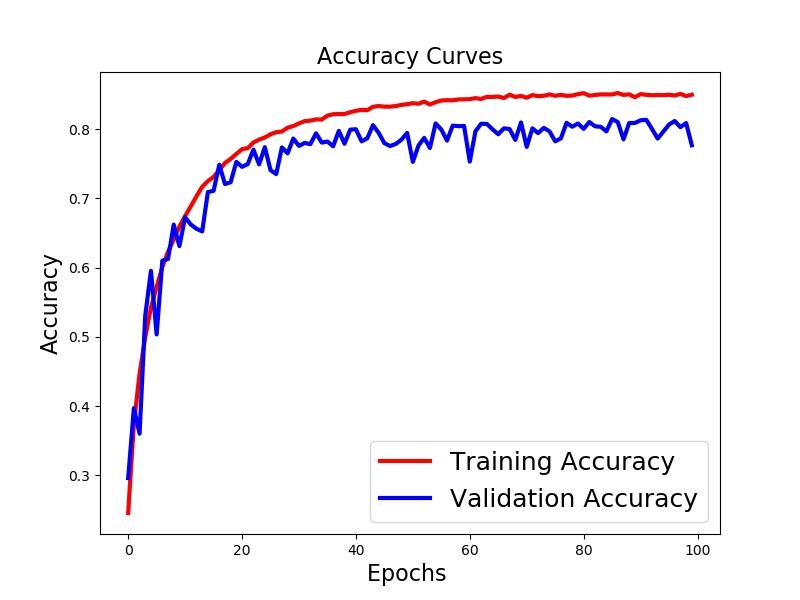 Accuracy Curves
0.8
0.7
0.6
0.5
0.4
0.3
Accuracy
Training Accuracy
Validation Accuracy
0 20 40 60 80 100
Epochs